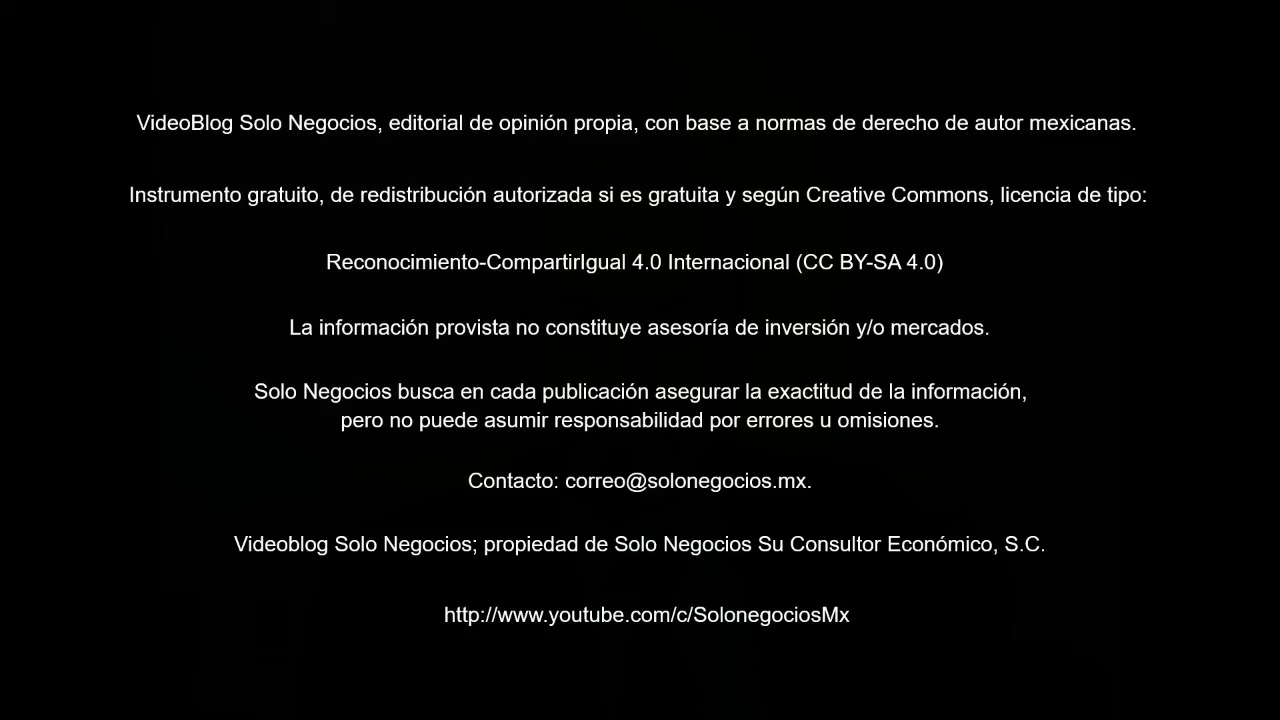 VideoBlog Solo Negocios, editorial de opinión propia, con base a normas de derecho de autor mexicanas.
Instrumento gratuito, de redistribución autorizada si es gratuita y según Creative Commons, licencia de tipo:
Reconocimiento-CompartirIgual 4.0 Internacional (CC BY-SA 4.0)
La información provista no constituye asesoría de inversión y/o mercados.
Solo Negocios busca en cada publicación asegurar la exactitud de la información,
pero no puede asumir responsabilidad por errores u omisiones.
Contacto: correo@solonegocios.mx.
Videoblog Solo Negocios; propiedad de Solo Negocios Su Consultor Económico, S.C.
http://www.youtube.com/c/SolonegociosMx